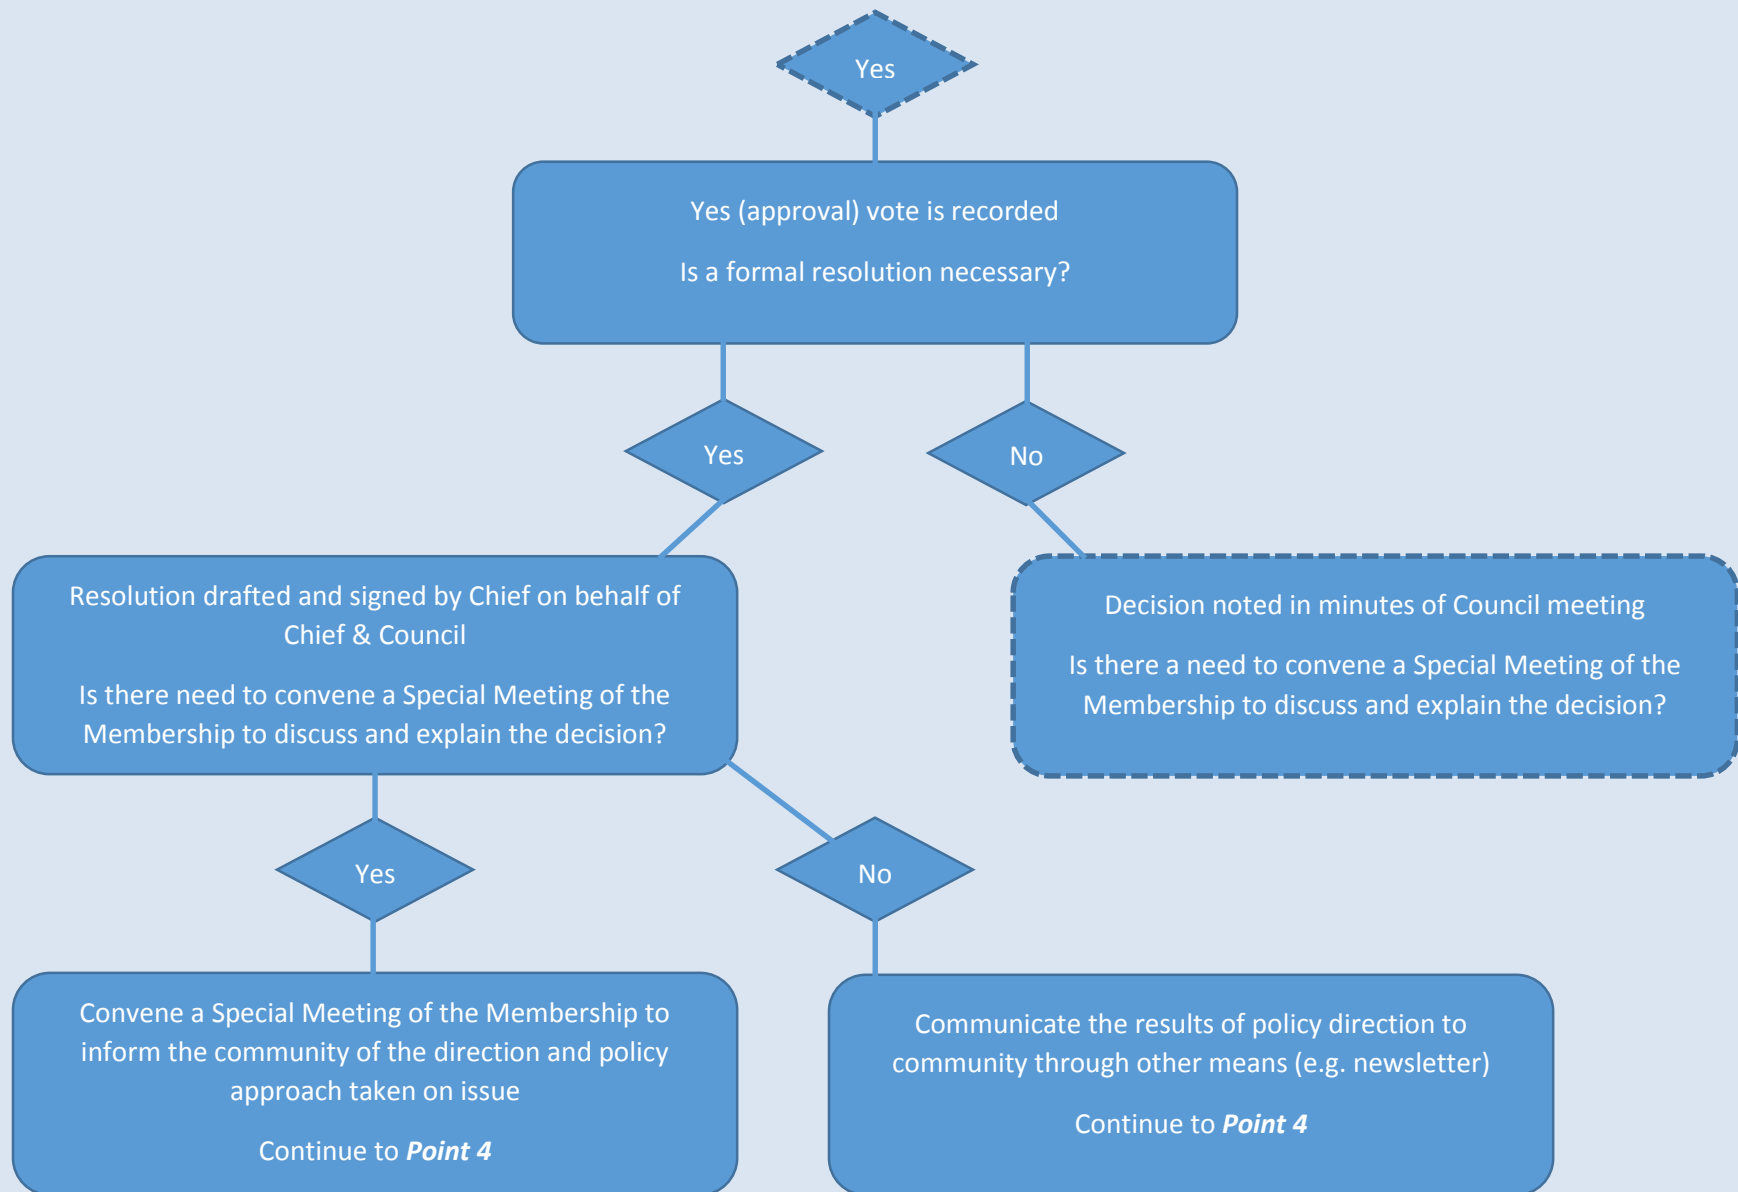 Yes
Yes (approval) vote is recorded
Is a formal resolution necessary?
Yes
No
Resolution drafted and signed by Chief on behalf of
Chief & Council
Is there need to convene a Special Meeting of the
Membership to discuss and explain the decision?
Decision noted in minutes of Council meeting
Is there a need to convene a Special Meeting of the
Membership to discuss and explain the decision?
Yes
No
Convene a Special Meeting of the Membership to
inform the community of the direction and policy
approach taken on issue
Continue to Point 4
Communicate the results of policy direction to
community through other means (e.g. newsletter)
Continue to Point 4